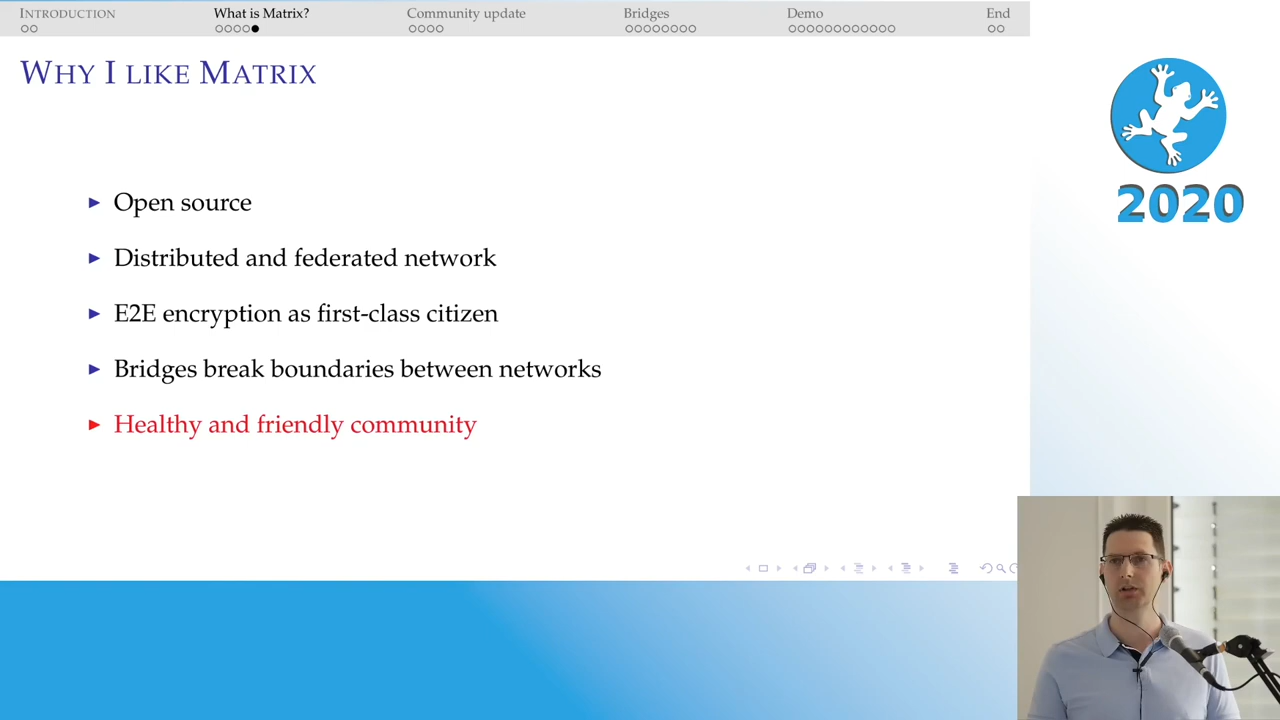 INTRODUCTION
What is Matrix?
Community update
Bridges
Demo
End
WHY I LIKE MATRIX
2020
Open source
Distributed and federated network
E2E encryption as first-class citizen
Bridges break boundaries between networks
Healthy and friendly community